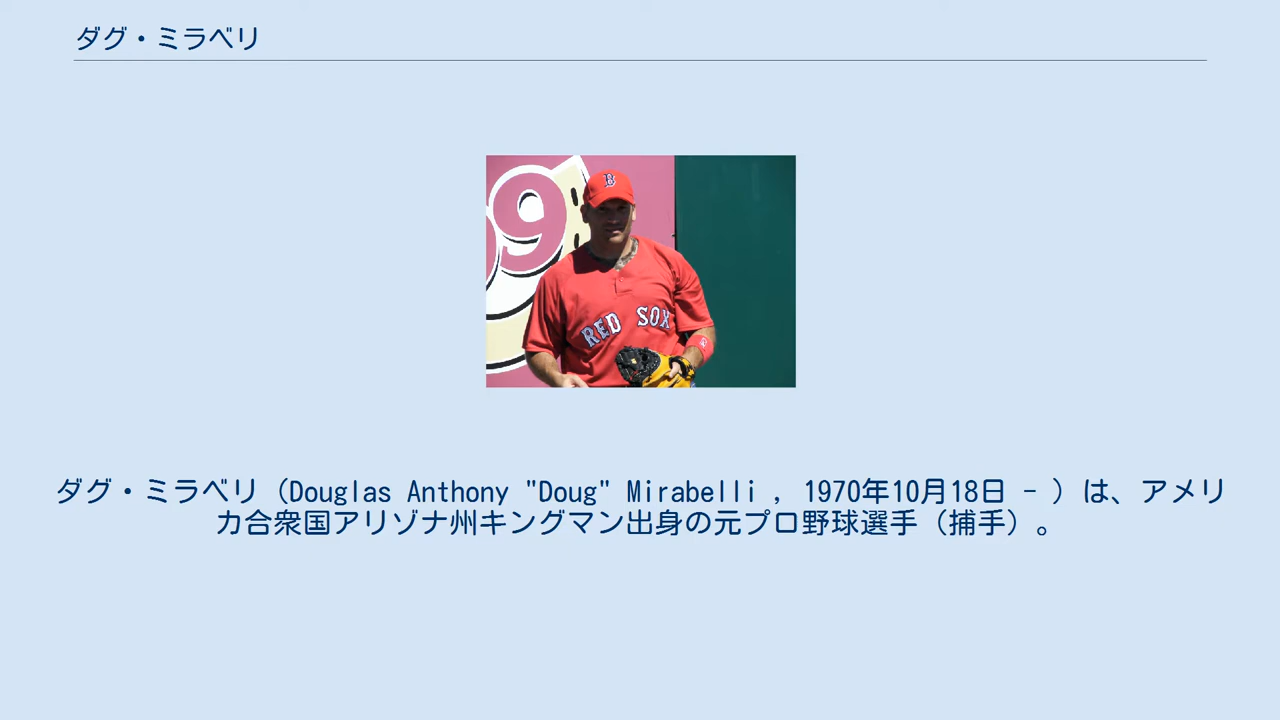 ダグ・ミラベリ
9
B
RED SOX
ダグ・ミラベリ（Douglas Anthony "Doug" Mirabelli , 1970年10月18日 - ）は、アメリ
カ合衆国アリゾナ州キングマン出身の元プロ野球選手（捕手）。